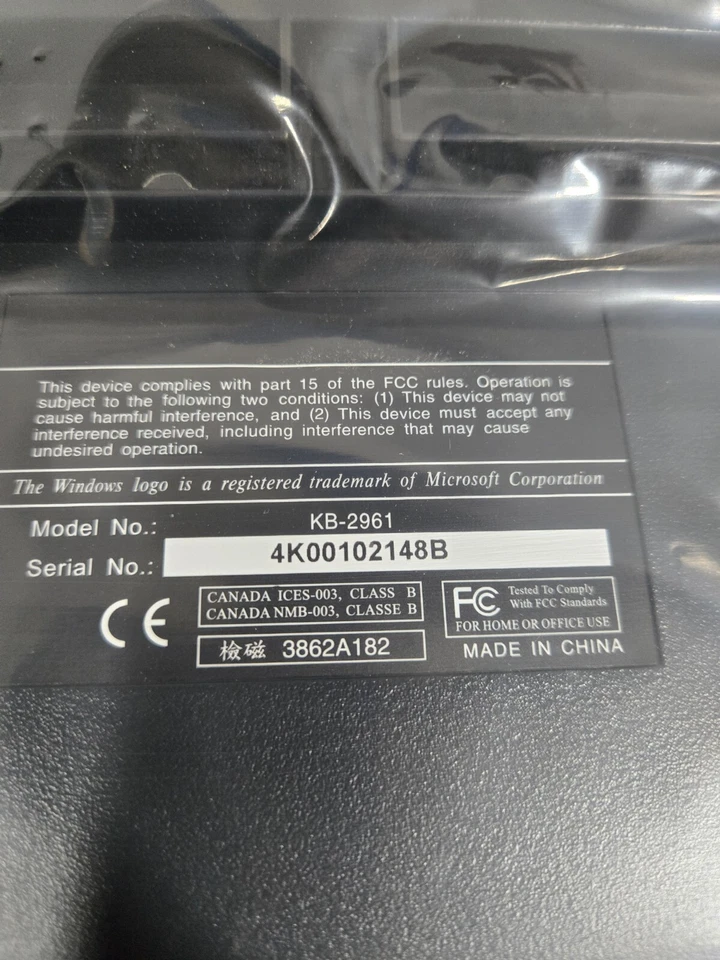 This device complies with part 15 of the FCC rules. Operation is
subject to the following two conditions: (1) This device may not
cause harmful interference, and (2) This device must accept any
interference received, including interference that may cause
undesired operation.
The Windows logo is a registered trademark of Microsoft Corporation
Model No.: KB-2961
Serial No.: 4K00102148B
CE
CANADA ICES-003, CLASS B
CANADA NMB-003, CLASSE B
檢磁 3862A182
FC Tested To Comply
With FCC Standards
FOR HOME OR OFFICE USE
MADE IN CHINA